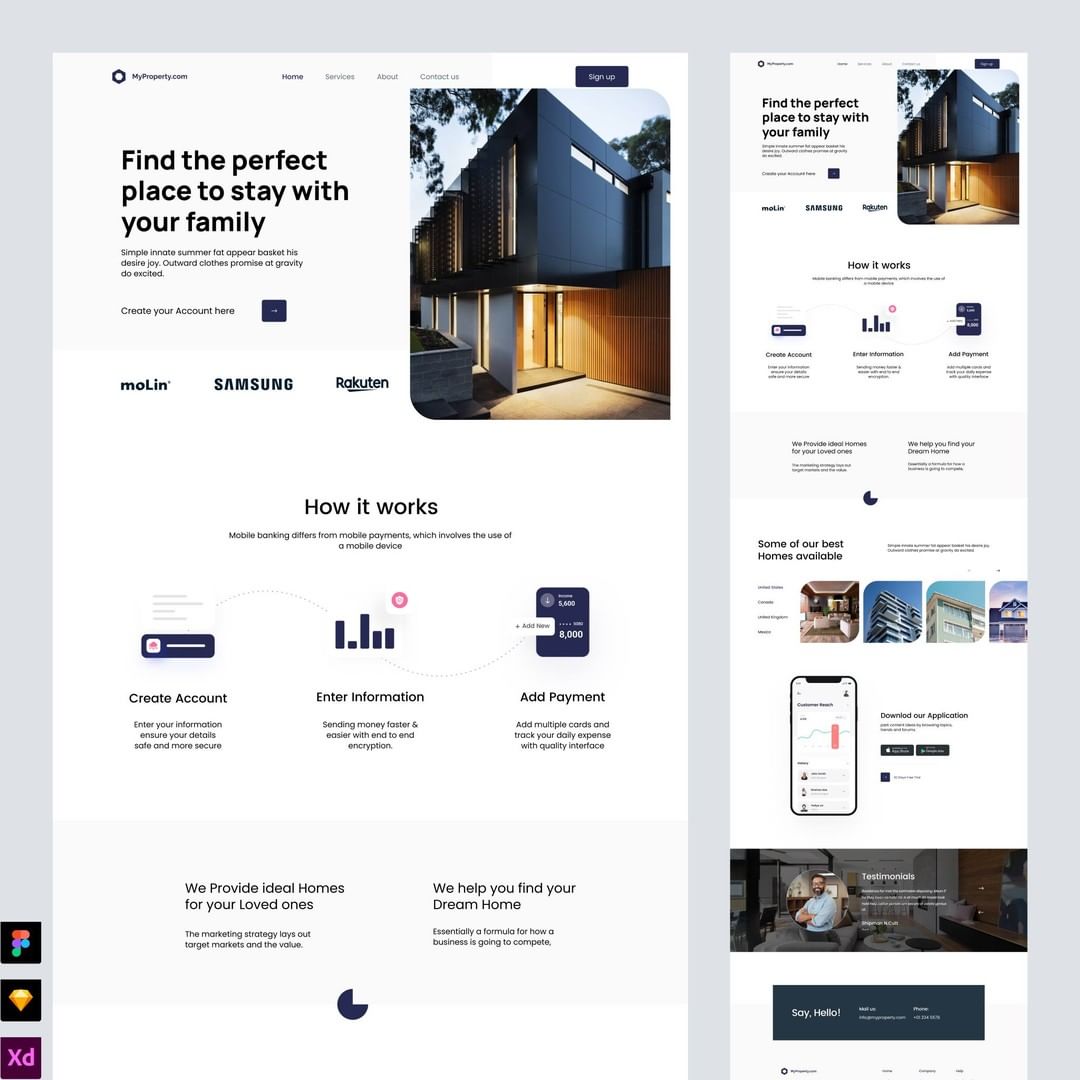 MyProperty.com
Home
Services
About
Contact us
Sign up
Find the perfect
place to stay with
your family
Simple innate summer fat appear basket his
desire joy. Outward clothes promise at gravity
do excited.
Create your Account here
moLin
SAMSUNG
Rakuten
How it works
Mobile banking differs from mobile payments, which involves the use of
a mobile device
Income
5,600
+ Add New
5080
8,000
Create Account
Enter Information
Add Payment
Enter your information
ensure your details
safe and more secure
Sending money faster &
easier with end to end
encryption.
Add multiple cards and
track your daily expense
with quality interface
We Provide ideal Homes
for your Loved ones
The marketing strategy lays out
target markets and the value.
We help you find your
Dream Home
Essentially a formula for how a
business is going to compete,
Xd
MyProperty.com
Home
Services
About
Contact us
Sign up
Find the perfect
place to stay with
your family
Simple innate summer fat appear basket his
desire joy. Outward clothes promise at gravity
do excited.
Create your Account here
moLin
SAMSUNG
Rakuten
How it works
Mobile banking differs from mobile payments, which involves the use of
a mobile device
5,600
8,000
Create Account
Enter Information
Add Payment
Enter your information
ensure your details
safe and more secure
Sending money faster &
easier with end to end
encryption.
Add multiple cards and
track your daily expense
with quality interface
We Provide ideal Homes
for your Loved ones
The marketing strategy lays out
target markets and the value.
We help you find your
Dream Home
Essentially a formula for how a
business is going to compete,
Some of our best
Homes available
Simple innate summer fat appear basket his desire joy.
Outward clothes promise at gravity do excited.
United States
Canada
United Kingdom
Mexico
Customer Reach
Downlod our Application
past content ideas by browsing topics,
trends and forums
App Store
Google Play
Testimonials
Shipman N.Cult
Say, Hello!
Mail us:
info@myproperty.com
Phone:
MyProperty.com
Home
Company
Help